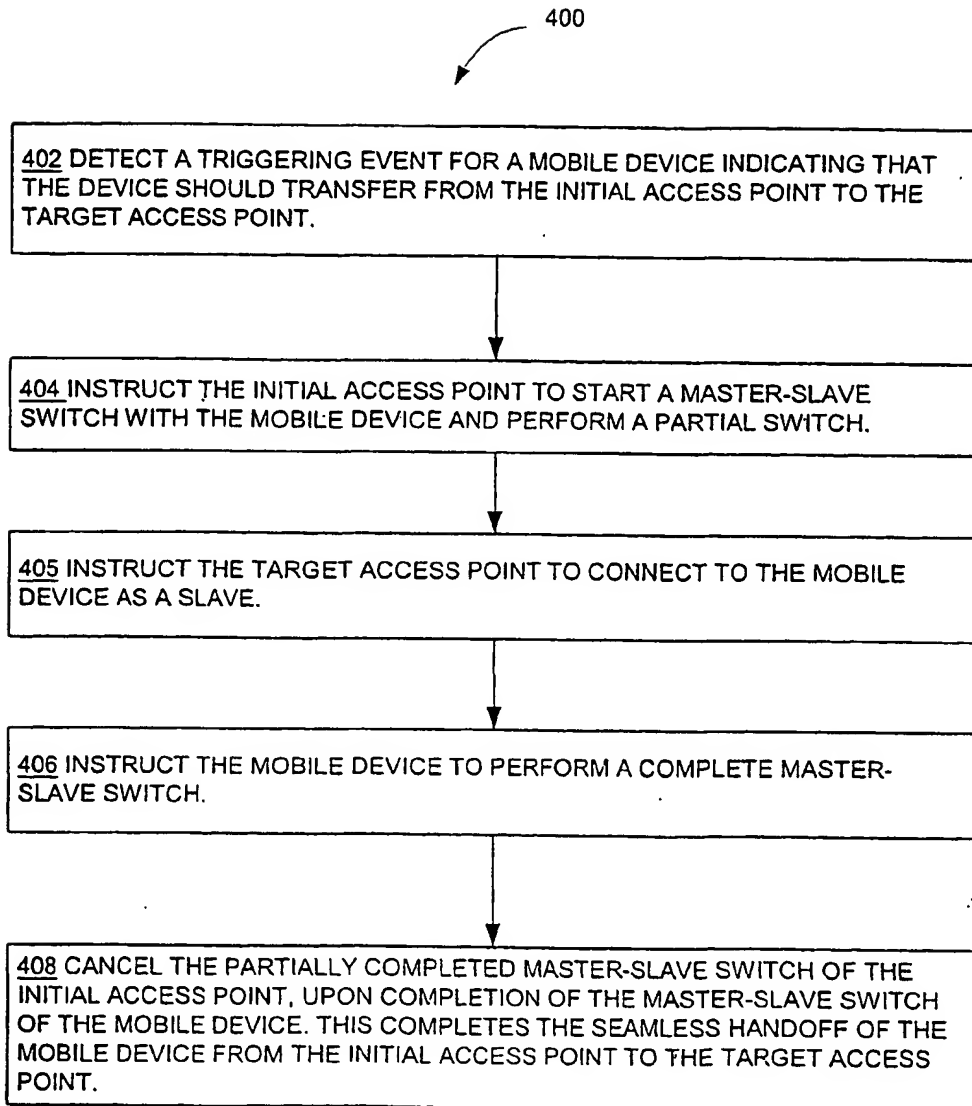 400
402 DETECT A TRIGGERING EVENT FOR A MOBILE DEVICE INDICATING THAT
THE DEVICE SHOULD TRANSFER FROM THE INITIAL ACCESS POINT TO THE
TARGET ACCESS POINT.
404 INSTRUCT THE INITIAL ACCESS POINT TO START A MASTER-SLAVE
SWITCH WITH THE MOBILE DEVICE AND PERFORM A PARTIAL SWITCH.
405 INSTRUCT THE TARGET ACCESS POINT TO CONNECT TO THE MOBILE
DEVICE AS A SLAVE.
406 INSTRUCT THE MOBILE DEVICE TO PERFORM A COMPLETE MASTER-
SLAVE SWITCH.
408 CANCEL THE PARTIALLY COMPLETED MASTER-SLAVE SWITCH OF THE
INITIAL ACCESS POINT, UPON COMPLETION OF THE MASTER-SLAVE SWITCH
OF THE MOBILE DEVICE. THIS COMPLETES THE SEAMLESS HANDOFF OF THE
MOBILE DEVICE FROM THE INITIAL ACCESS POINT TO THE TARGET ACCESS
POINT.